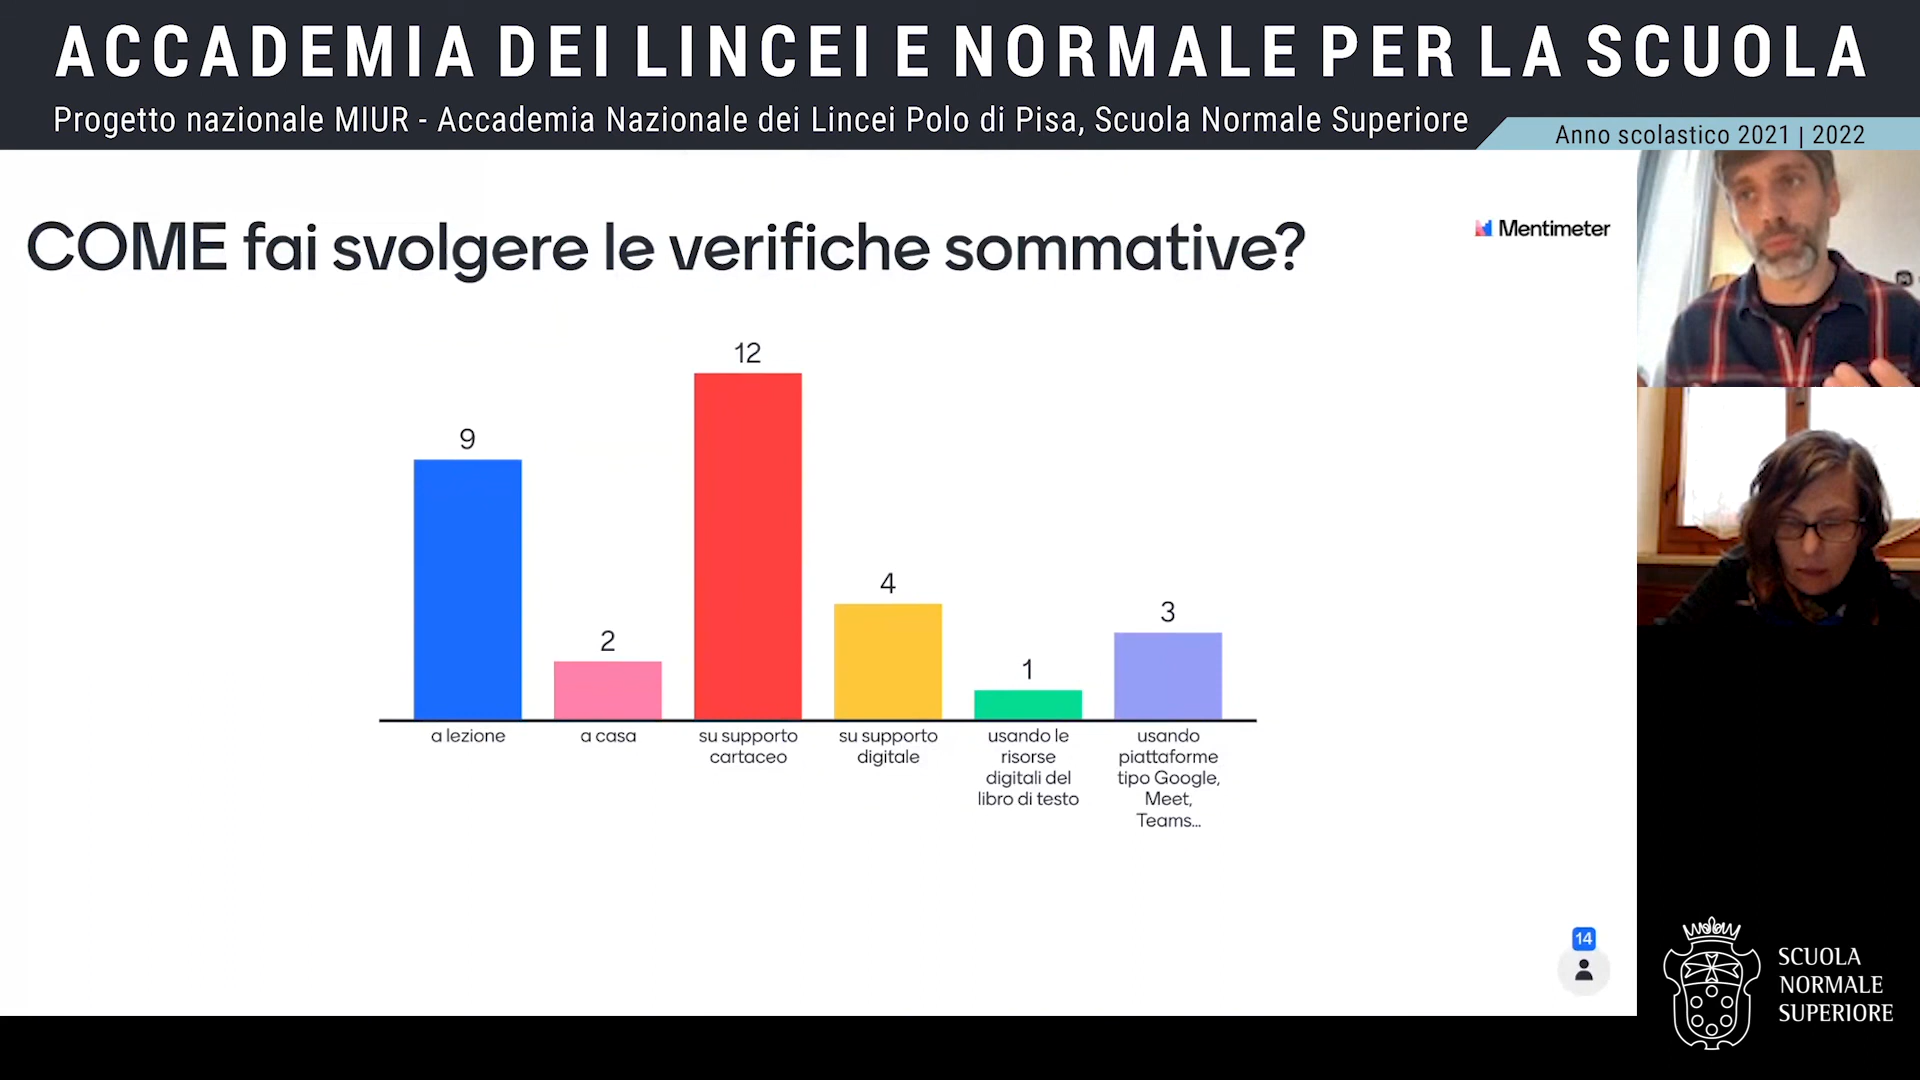 ACCADEMIA DEI LINCEI E NORMALE PER LA SCUOLA
Progetto nazionale MIUR - Accademia Nazionale dei Lincei Polo di Pisa, Scuola Normale Superiore
Anno scolastico 2021 | 2022
COME fai svolgere le verifiche sommative?
Mentimeter
12
9
4
3
2
1
a lezione
a casa
su supporto
cartaceo
su supporto
digitale
usando le
risorse
digitali del
libro di testo
usando
piattaforme
tipo Google,
Meet,
Teams...
14
SCUOLA
NORMALE
SUPERIORE